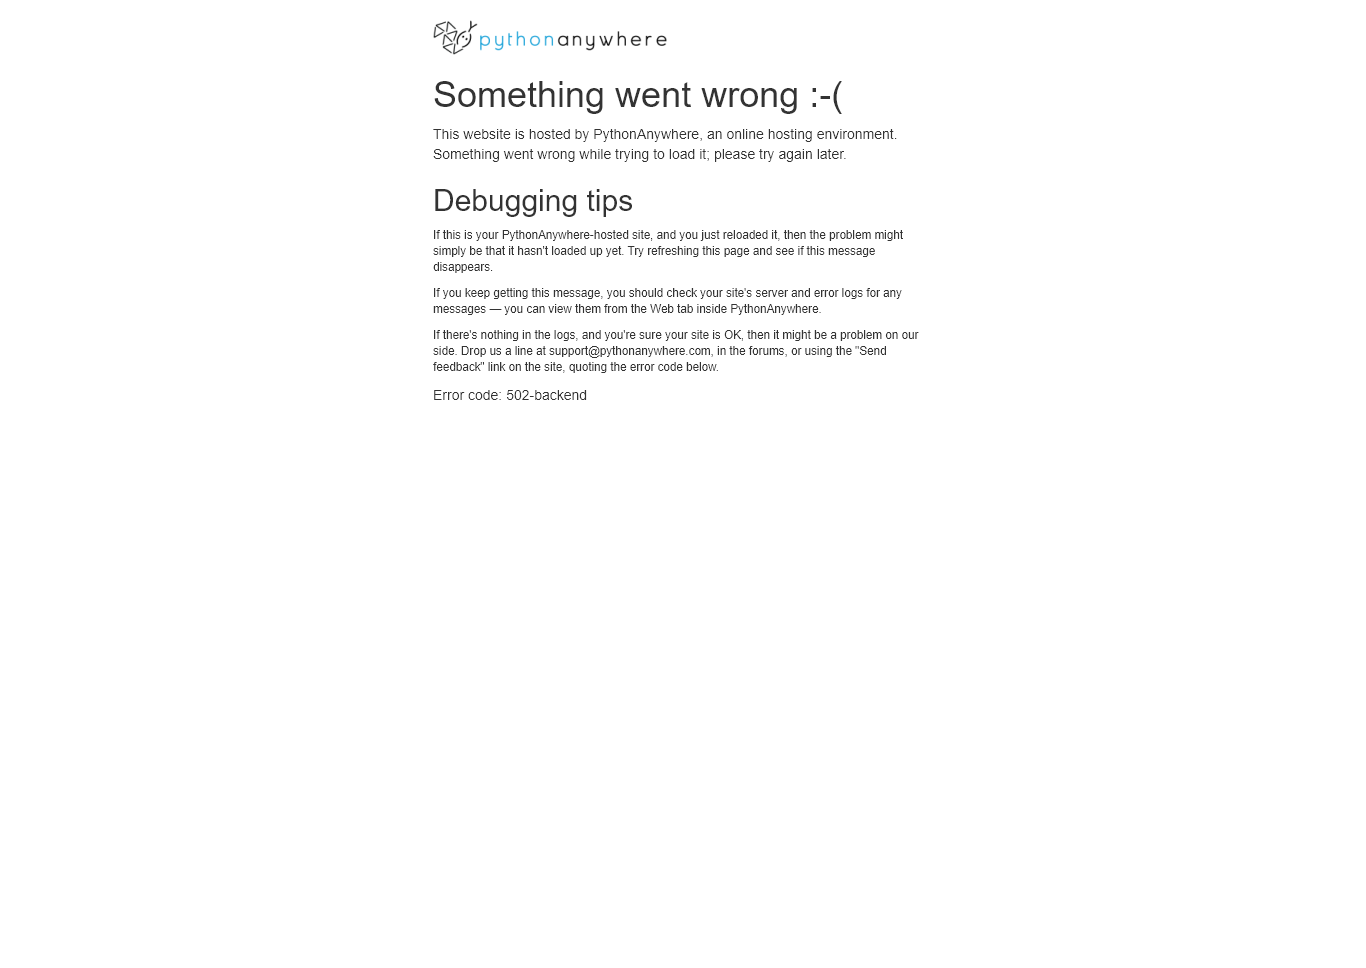 pythonanywhere
Something went wrong :-(
This website is hosted by PythonAnywhere, an online hosting environment.
Something went wrong while trying to load it; please try again later.
Debugging tips
If this is your PythonAnywhere-hosted site, and you just reloaded it, then the problem might
simply be that it hasn't loaded up yet. Try refreshing this page and see if this message
disappears.
If you keep getting this message, you should check your site's server and error logs for any
messages — you can view them from the Web tab inside PythonAnywhere.
If there's nothing in the logs, and you're sure your site is OK, then it might be a problem on our
side. Drop us a line at support@pythonanywhere.com, in the forums, or using the "Send
feedback" link on the site, quoting the error code below.
Error code: 502-backend